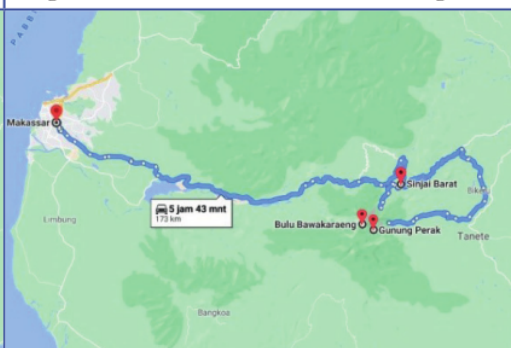 Makassar
Sinjai Barat
5 jam 43 mnt
173 km
Limbung
Bulu Bawakaraeng
Gunung Perak
Tanete
Bangkoa